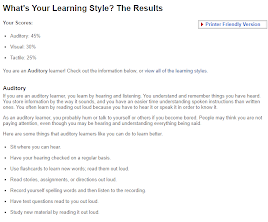 What's Your Learning Style? The Results
Your Scores:
Printer Friendly Version
Auditory: 45%
Visual: 30%
Tactile: 25%
You are an Auditory learner! Check out the information below, or view all of the learning styles.
Auditory
If you are an auditory learner, you learn by hearing and listening. You understand and remember things you have heard.
You store information by the way it sounds, and you have an easier time understanding spoken instructions than written
ones. You often learn by reading out loud because you have to hear it or speak it in order to know it.
As an auditory learner, you probably hum or talk to yourself or others if you become bored. People may think you are not
paying attention, even though you may be hearing and understanding everything being said.
Here are some things that auditory learners like you can do to learn better.
Sit where you can hear.
Have your hearing checked on a regular basis.
Use flashcards to learn new words; read them out loud.
Read stories, assignments, or directions out loud.
Record yourself spelling words and then listen to the recording.
Have test questions read to you out loud.
Study new material by reading it out loud.